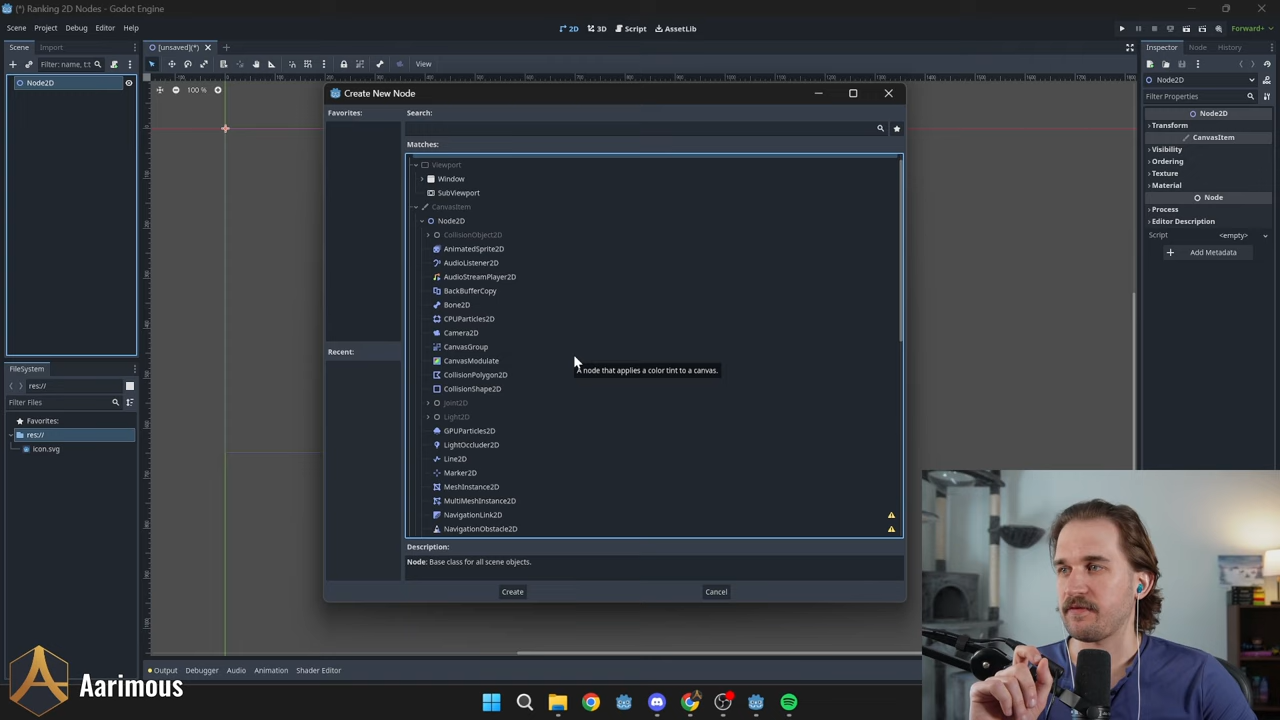 (*) Ranking 2D Nodes - Godot Engine
Scene Project Debug Editor Help
2D 3D Script AssetLib
Forward+
Scene Import
[unsaved](*)
Inspector Node History
Filter: name, t:t
View
Node2D
100 %
Node2D
Filter Properties
Node2D
Transform
CanvasItem
Visibility
Ordering
Texture
Material
Node
Process
Editor Description
Script <empty>
Add Metadata
Create New Node
Favorites:
Search:
Matches:
Viewport
Window
SubViewport
CanvasItem
Node2D
CollisionObject2D
AnimatedSprite2D
AudioListener2D
AudioStreamPlayer2D
BackBufferCopy
Bone2D
CPUParticles2D
Camera2D
CanvasGroup
CanvasModulate
CollisionPolygon2D
CollisionShape2D
Joint2D
Light2D
GPUParticles2D
LightOccluder2D
Line2D
Marker2D
MeshInstance2D
MultiMeshInstance2D
NavigationLink2D
NavigationObstacle2D
A node that applies a color tint to a canvas.
Recent:
Description:
Node: Base class for all scene objects.
Create Cancel
FileSystem
res://
Filter Files
Favorites:
res://
icon.svg
Output Debugger Audio Animation Shader Editor
Aarimous